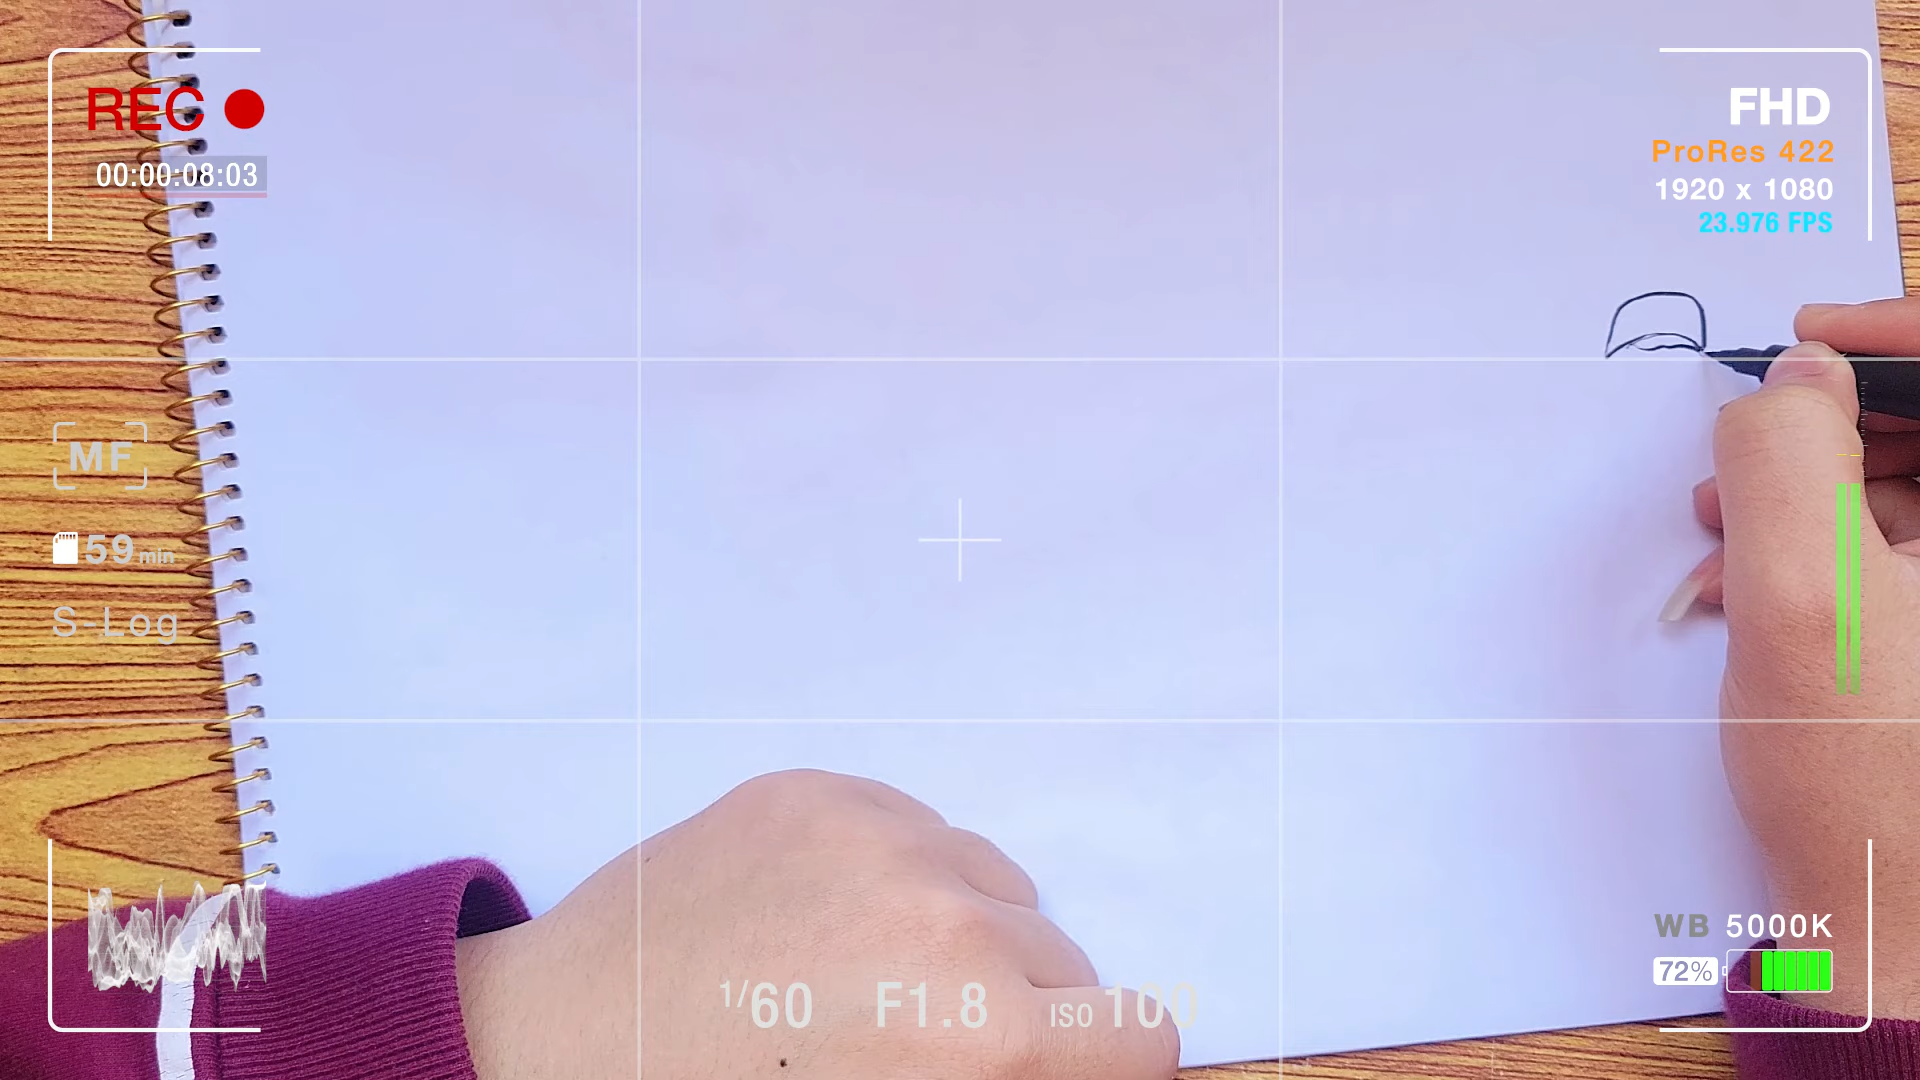 REC
00:00:08:03
FHD
ProRes 422
1920 x 1080
23.976 FPS
MF
59 min
S-Log
WB 5000K
72%
1/60 F1.8 ISO 100